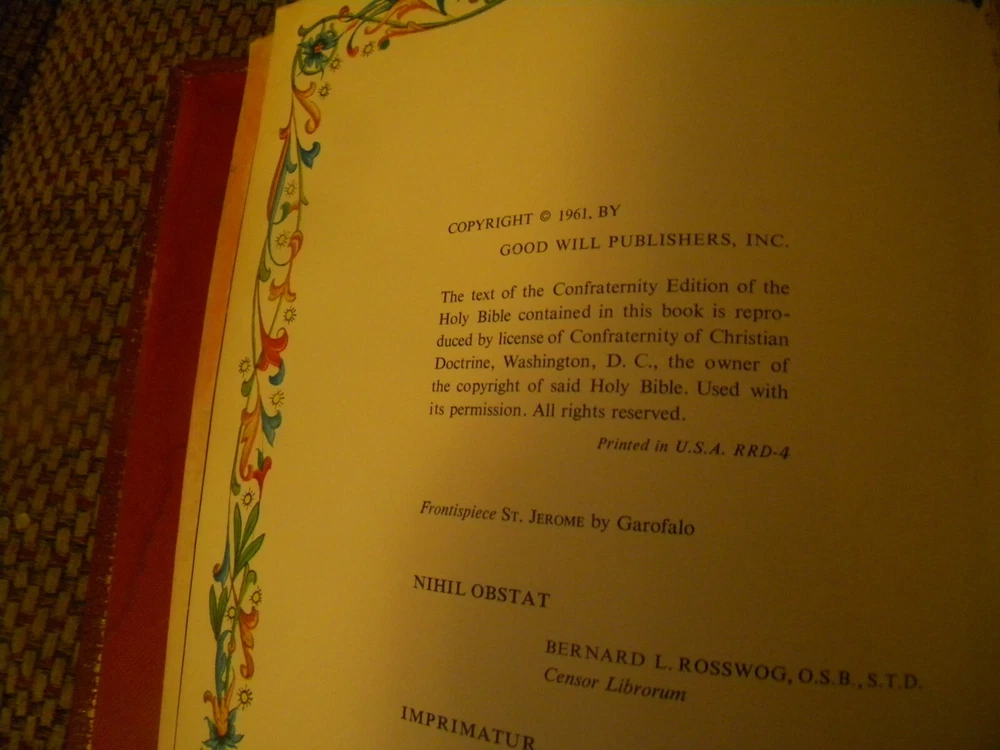 COPYRIGHT © 1961, BY
GOOD WILL PUBLISHERS, INC.
The text of the Confraternity Edition of the
Holy Bible contained in this book is repro-
duced by license of Confraternity of Christian
Doctrine, Washington, D. C., the owner of
the copyright of said Holy Bible. Used with
its permission. All rights reserved.
Printed in U.S.A. RRD-4
Frontispiece ST. JEROME by Garofalo
NIHIL OBSTAT
BERNARD L. ROSSWOG, O.S.B., S.T.D.
Censor Librorum
IMPRIMATUR